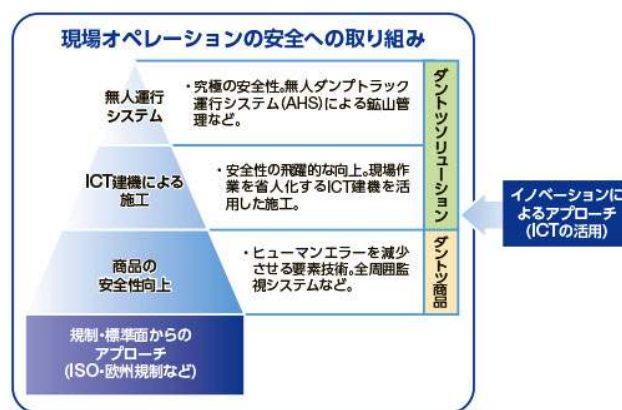 現場オペレーションの安全への取り組み
無人運行
システム
・究極の安全性。無人ダンプトラック
運行システム(AHS)による鉱山管
理など。
ICT建機による
施工
・安全性の飛躍的な向上。現場作
業を省人化するICT建機を活
用した施工。
商品の
安全性向上
・ヒューマンエラーを減少
させる要素技術。全周囲監
視システムなど。
規制・標準面からの
アプローチ
(ISO・欧州規制など)
ダントツソリューション
ダントツ商品
イノベーションに
よるアプローチ
(ICTの活用)